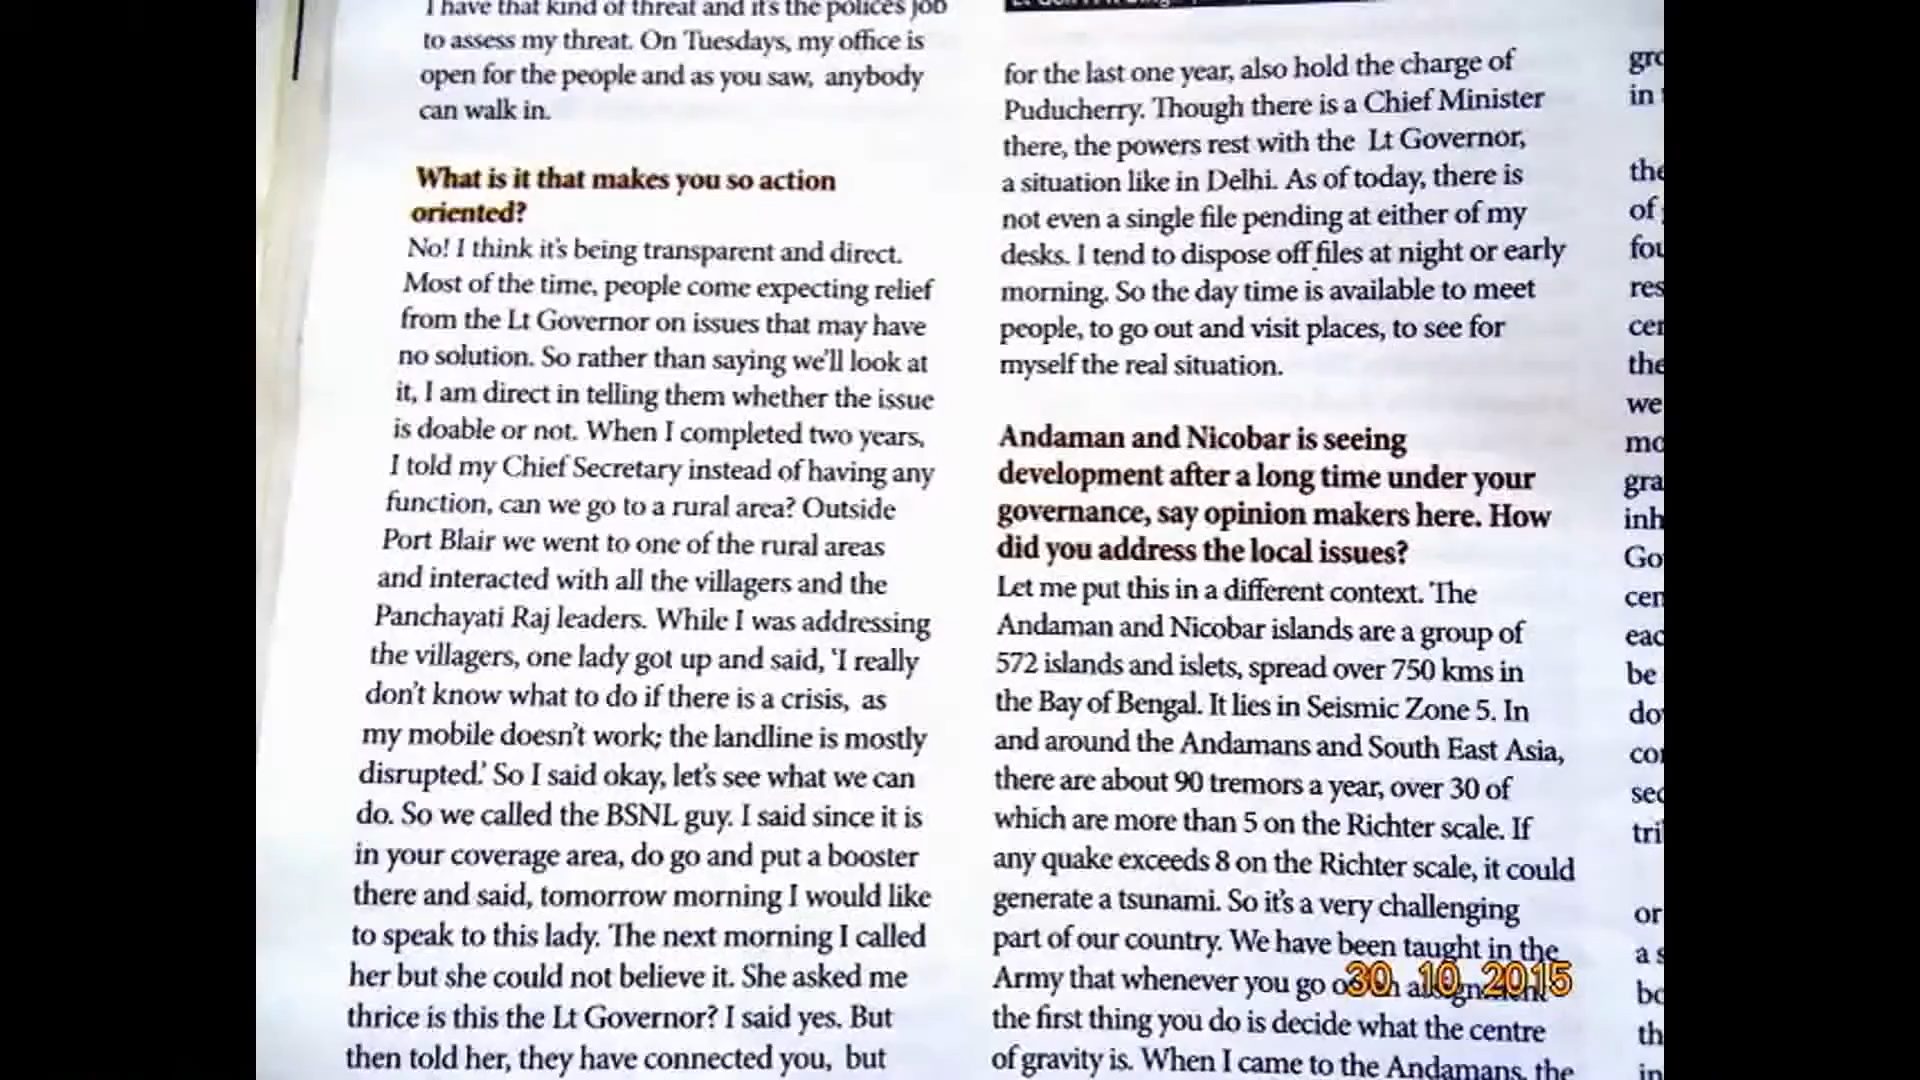 I have that kind of threat and it's the polices job
to assess my threat. On Tuesdays, my office is
open for the people and as you saw, anybody
can walk in.
What is it that makes you so action
oriented?
No! I think it's being transparent and direct.
Most of the time, people come expecting relief
from the Lt Governor on issues that may have
no solution. So rather than saying we'll look at
it, I am direct in telling them whether the issue
is doable or not. When I completed two years,
I told my Chief Secretary instead of having any
function, can we go to a rural area? Outside
Port Blair we went to one of the rural areas
and interacted with all the villagers and the
Panchayati Raj leaders. While I was addressing
the villagers, one lady got up and said, 'I really
don't know what to do if there is a crisis, as
my mobile doesn't work; the landline is mostly
disrupted.' So I said okay, let's see what we can
do. So we called the BSNL guy. I said since it is
in your coverage area, do go and put a booster
there and said, tomorrow morning I would like
to speak to this lady. The next morning I called
her but she could not believe it. She asked me
thrice is this the Lt Governor? I said yes. But
then told her, they have connected you, but
for the last one year, also hold the charge of
Puducherry. Though there is a Chief Minister
there, the powers rest with the Lt Governor,
a situation like in Delhi. As of today, there is
not even a single file pending at either of my
desks. I tend to dispose off files at night or early
morning. So the day time is available to meet
people, to go out and visit places, to see for
myself the real situation.
Andaman and Nicobar is seeing
development after a long time under your
governance, say opinion makers here. How
did you address the local issues?
Let me put this in a different context. The
Andaman and Nicobar islands are a group of
572 islands and islets, spread over 750 kms in
the Bay of Bengal. It lies in Seismic Zone 5. In
and around the Andamans and South East Asia,
there are about 90 tremors a year, over 30 of
which are more than 5 on the Richter scale. If
any quake exceeds 8 on the Richter scale, it could
generate a tsunami. So it's a very challenging
part of our country. We have been taught in the
Army that whenever you go
30 10 2015
the first thing you do is decide what the centre
of gravity is. When I came to the Andamans, the
in
the
of
the
we
be
or
a